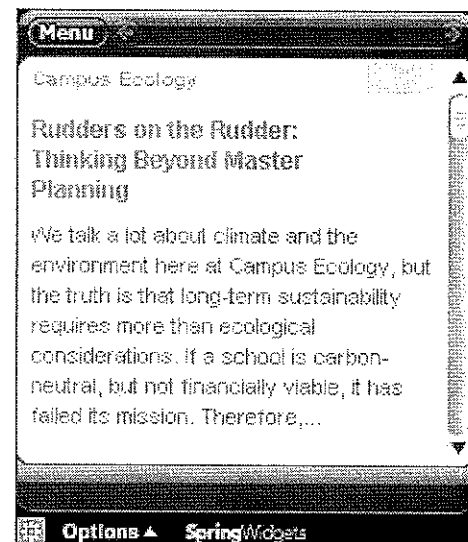 Menu
Campus Ecology
Rudders on the Rudder:
Thinking Beyond Master
Planning
We talk a lot about climate and the
environment here at Campus Ecology, but
the truth is that long-term sustainability
requires more than ecological
considerations. If a school is carbon-
neutral, but not financially viable, it has
failed its mission. Therefore,...
Options SpringWidgets